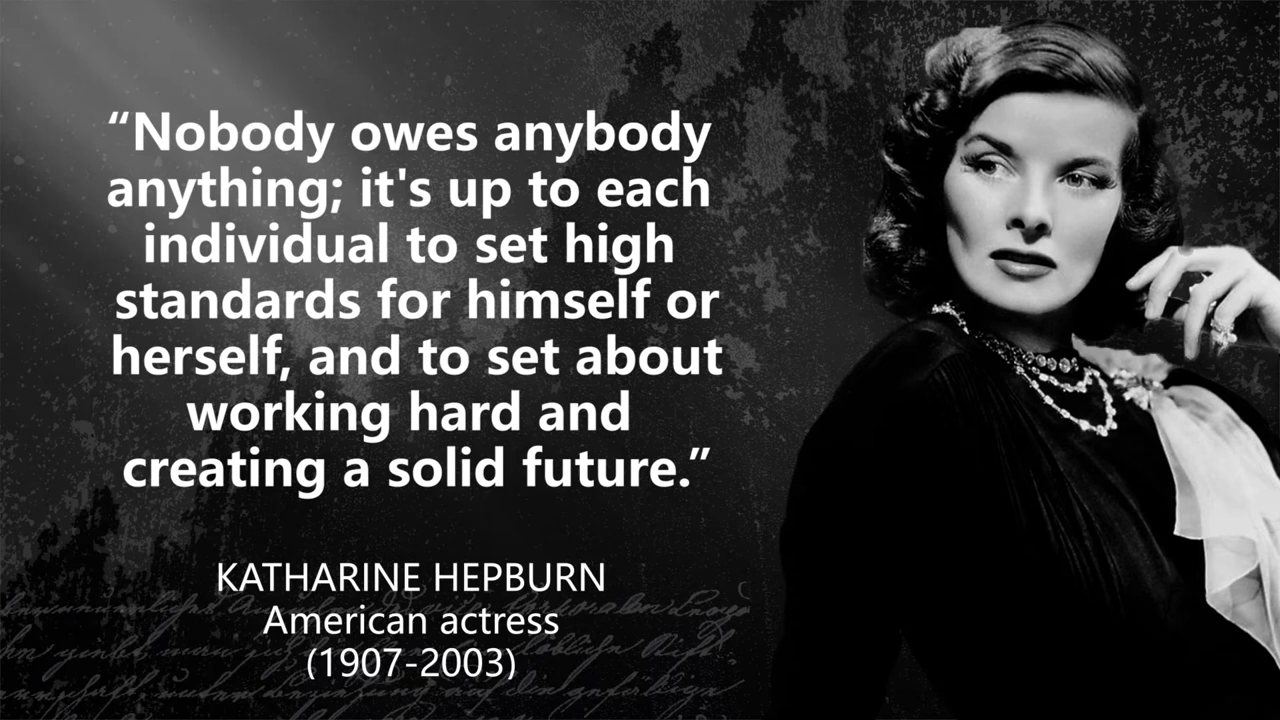 “Nobody owes anybody
anything; it's up to each
individual to set high
standards for himself or
herself, and to set about
working hard and
creating a solid future.”
KATHARINE HEPBURN
American actress
(1907-2003)